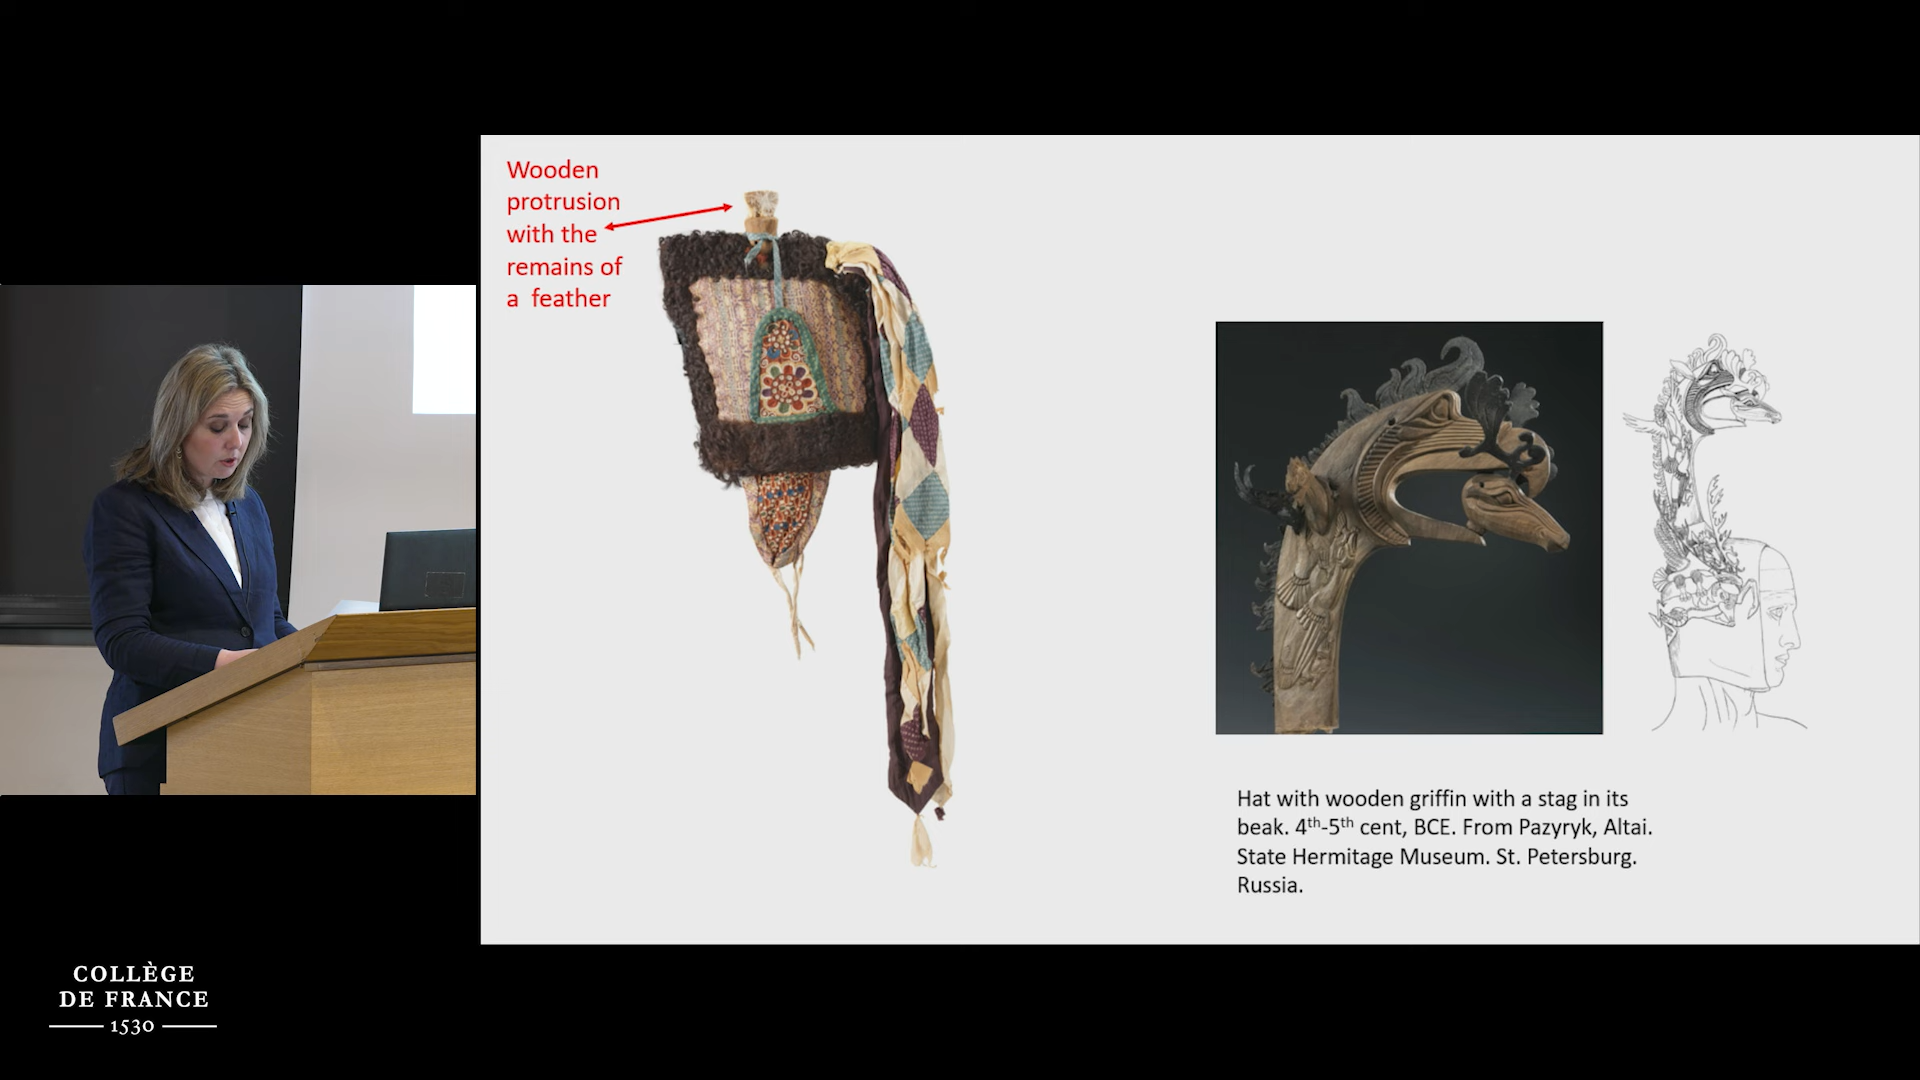 Wooden
protrusion
with the
remains of
a feather
Hat with wooden griffin with a stag in its
beak. 4th-5th cent, BCE. From Pazyryk, Altai.
State Hermitage Museum. St. Petersburg.
Russia.
COLLÈGE
DE FRANCE
1530